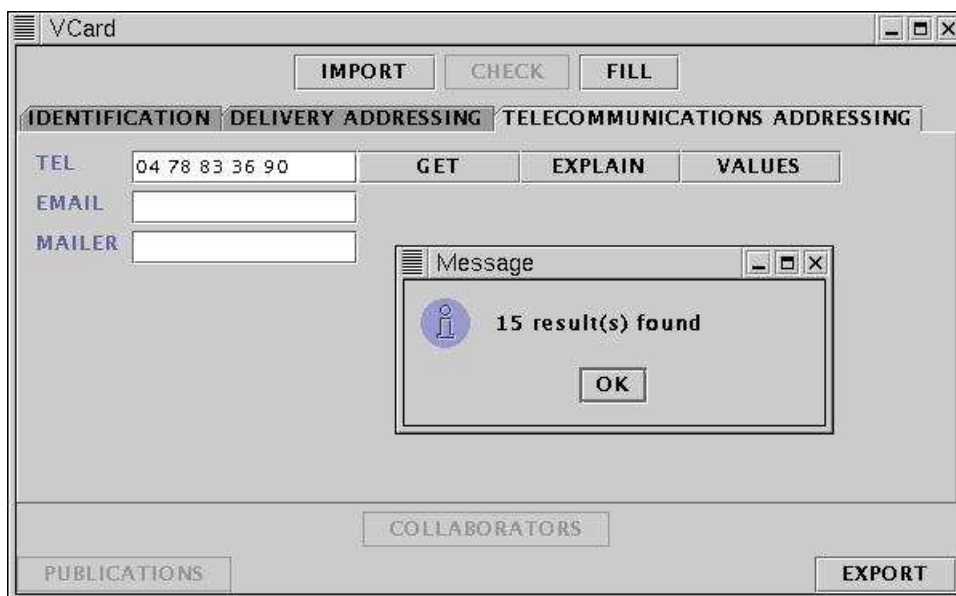 VCard
IMPORT CHECK FILL
IDENTIFICATION DELIVERY ADDRESSING TELECOMMUNICATIONS ADDRESSING
TEL 04 78 83 36 90 GET EXPLAIN VALUES
EMAIL
MAILER
Message
15 result(s) found
OK
COLLABORATORS
PUBLICATIONS EXPORT